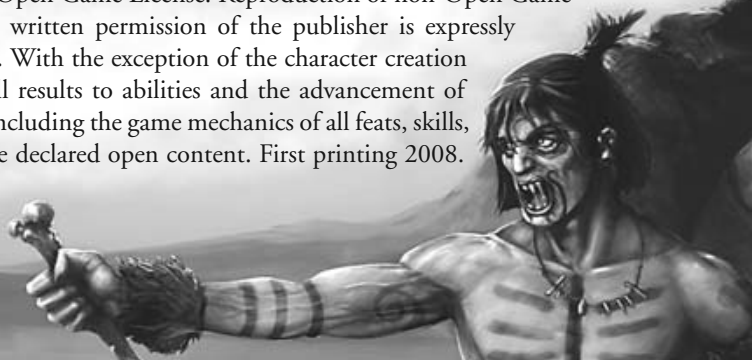 Open Game License. Reproduction of non-Open Game
written permission of the publisher is expressly
. With the exception of the character creation
results to abilities and the advancement of
ncluding the game mechanics of all feats, skills,
e declared open content. First printing 2008.